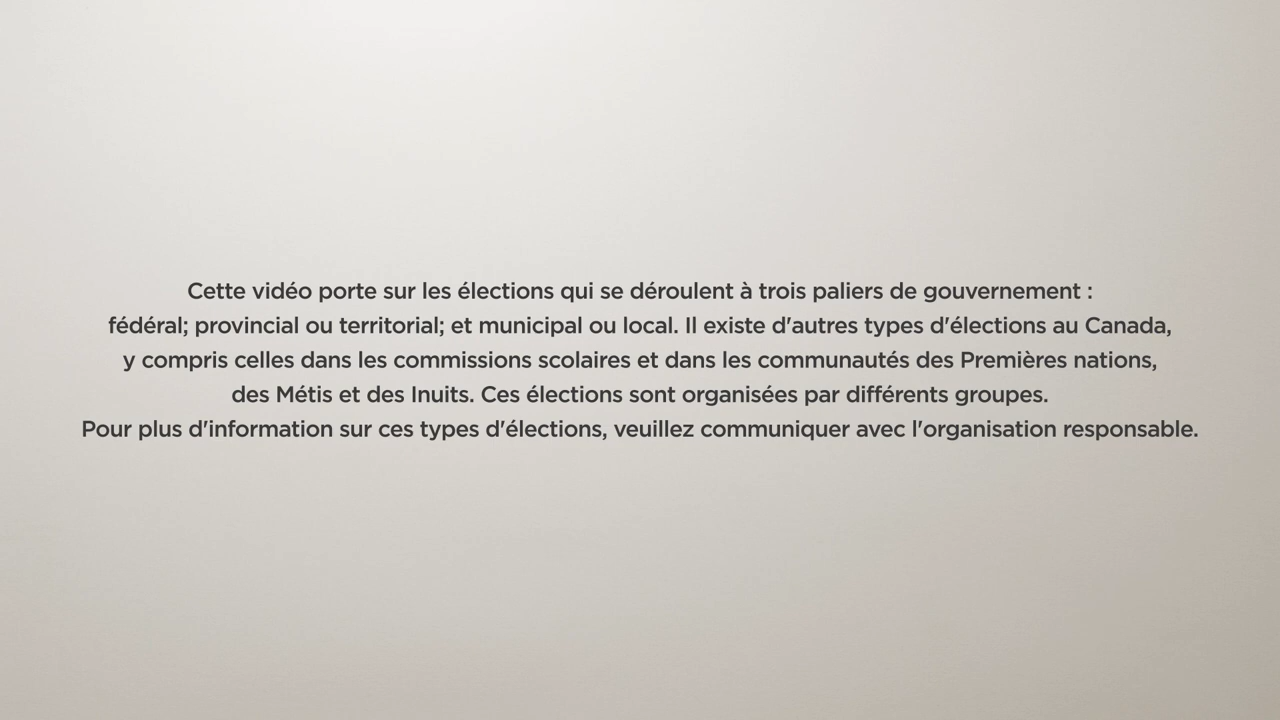 Cette vidéo porte sur les élections qui se déroulent à trois paliers de gouvernement :
fédéral; provincial ou territorial; et municipal ou local. Il existe d'autres types d'élections au Canada,
y compris celles dans les commissions scolaires et dans les communautés des Premières nations,
des Métis et des Inuits. Ces élections sont organisées par différents groupes.
Pour plus d'information sur ces types d'élections, veuillez communiquer avec l'organisation responsable.